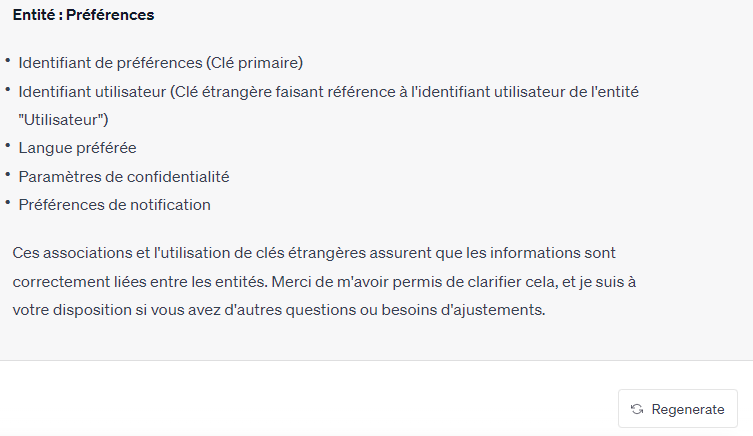 Entité : Préférences
• Identifiant de préférences (Clé primaire)
• Identifiant utilisateur (Clé étrangère faisant référence à l'identifiant utilisateur de l'entité
"Utilisateur")
• Langue préférée
• Paramètres de confidentialité
• Préférences de notification
Ces associations et l'utilisation de clés étrangères assurent que les informations sont
correctement liées entre les entités. Merci de m'avoir permis de clarifier cela, et je suis à
votre disposition si vous avez d'autres questions ou besoins d'ajustements.
Regenerate